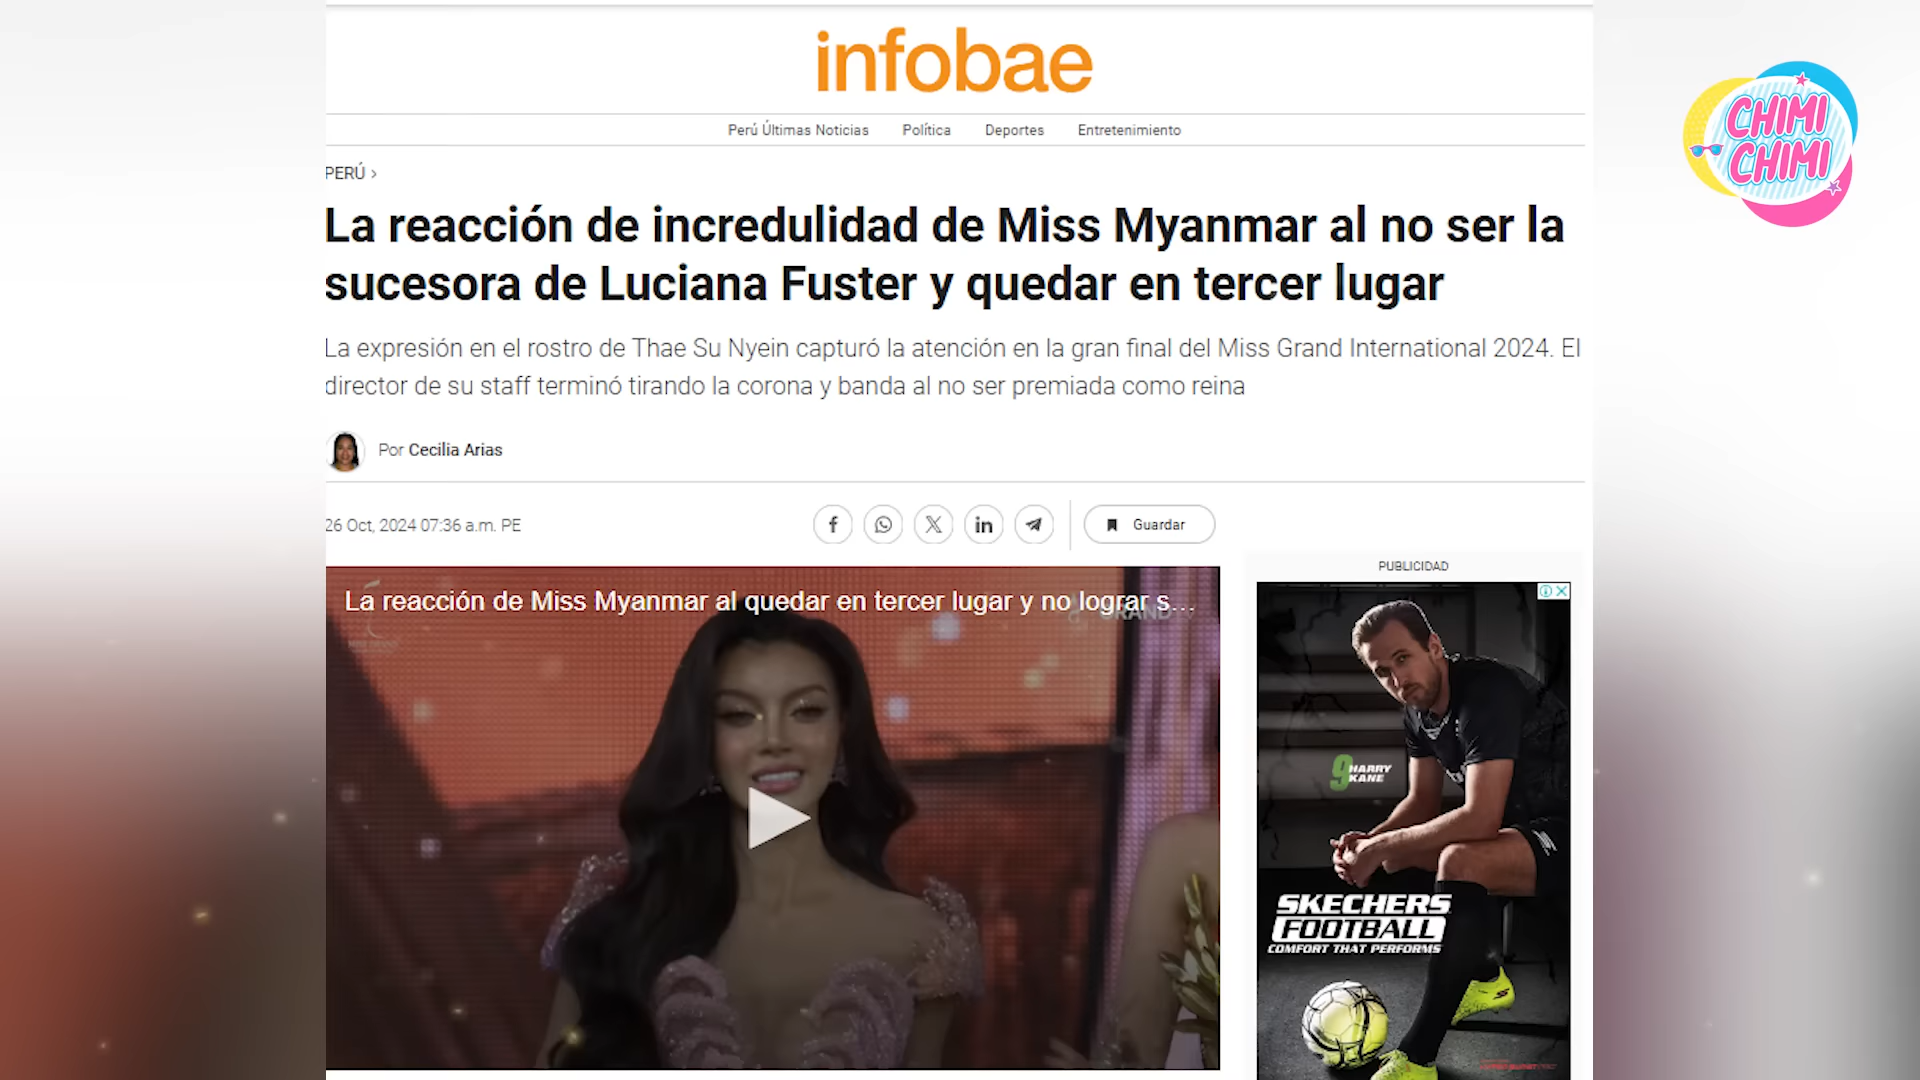 infobae
CHIMI
CHIMI
Perú Últimas Noticias Política Deportes Entretenimiento
PERÚ >
La reacción de incredulidad de Miss Myanmar al no ser la
sucesora de Luciana Fuster y quedar en tercer lugar
La expresión en el rostro de Thae Su Nyein capturó la atención en la gran final del Miss Grand International 2024. El
director de su staff terminó tirando la corona y banda al no ser premiada como reina
Por Cecilia Arias
26 Oct, 2024 07:36 a.m. PE
Guardar
PUBLICIDAD
La reacción de Miss Myanmar al quedar en tercer lugar y no lograr s...
GRAND
9 HARRY
KANE
SKECHERS
FOOTBALL
COMFORT THAT PERFORMS